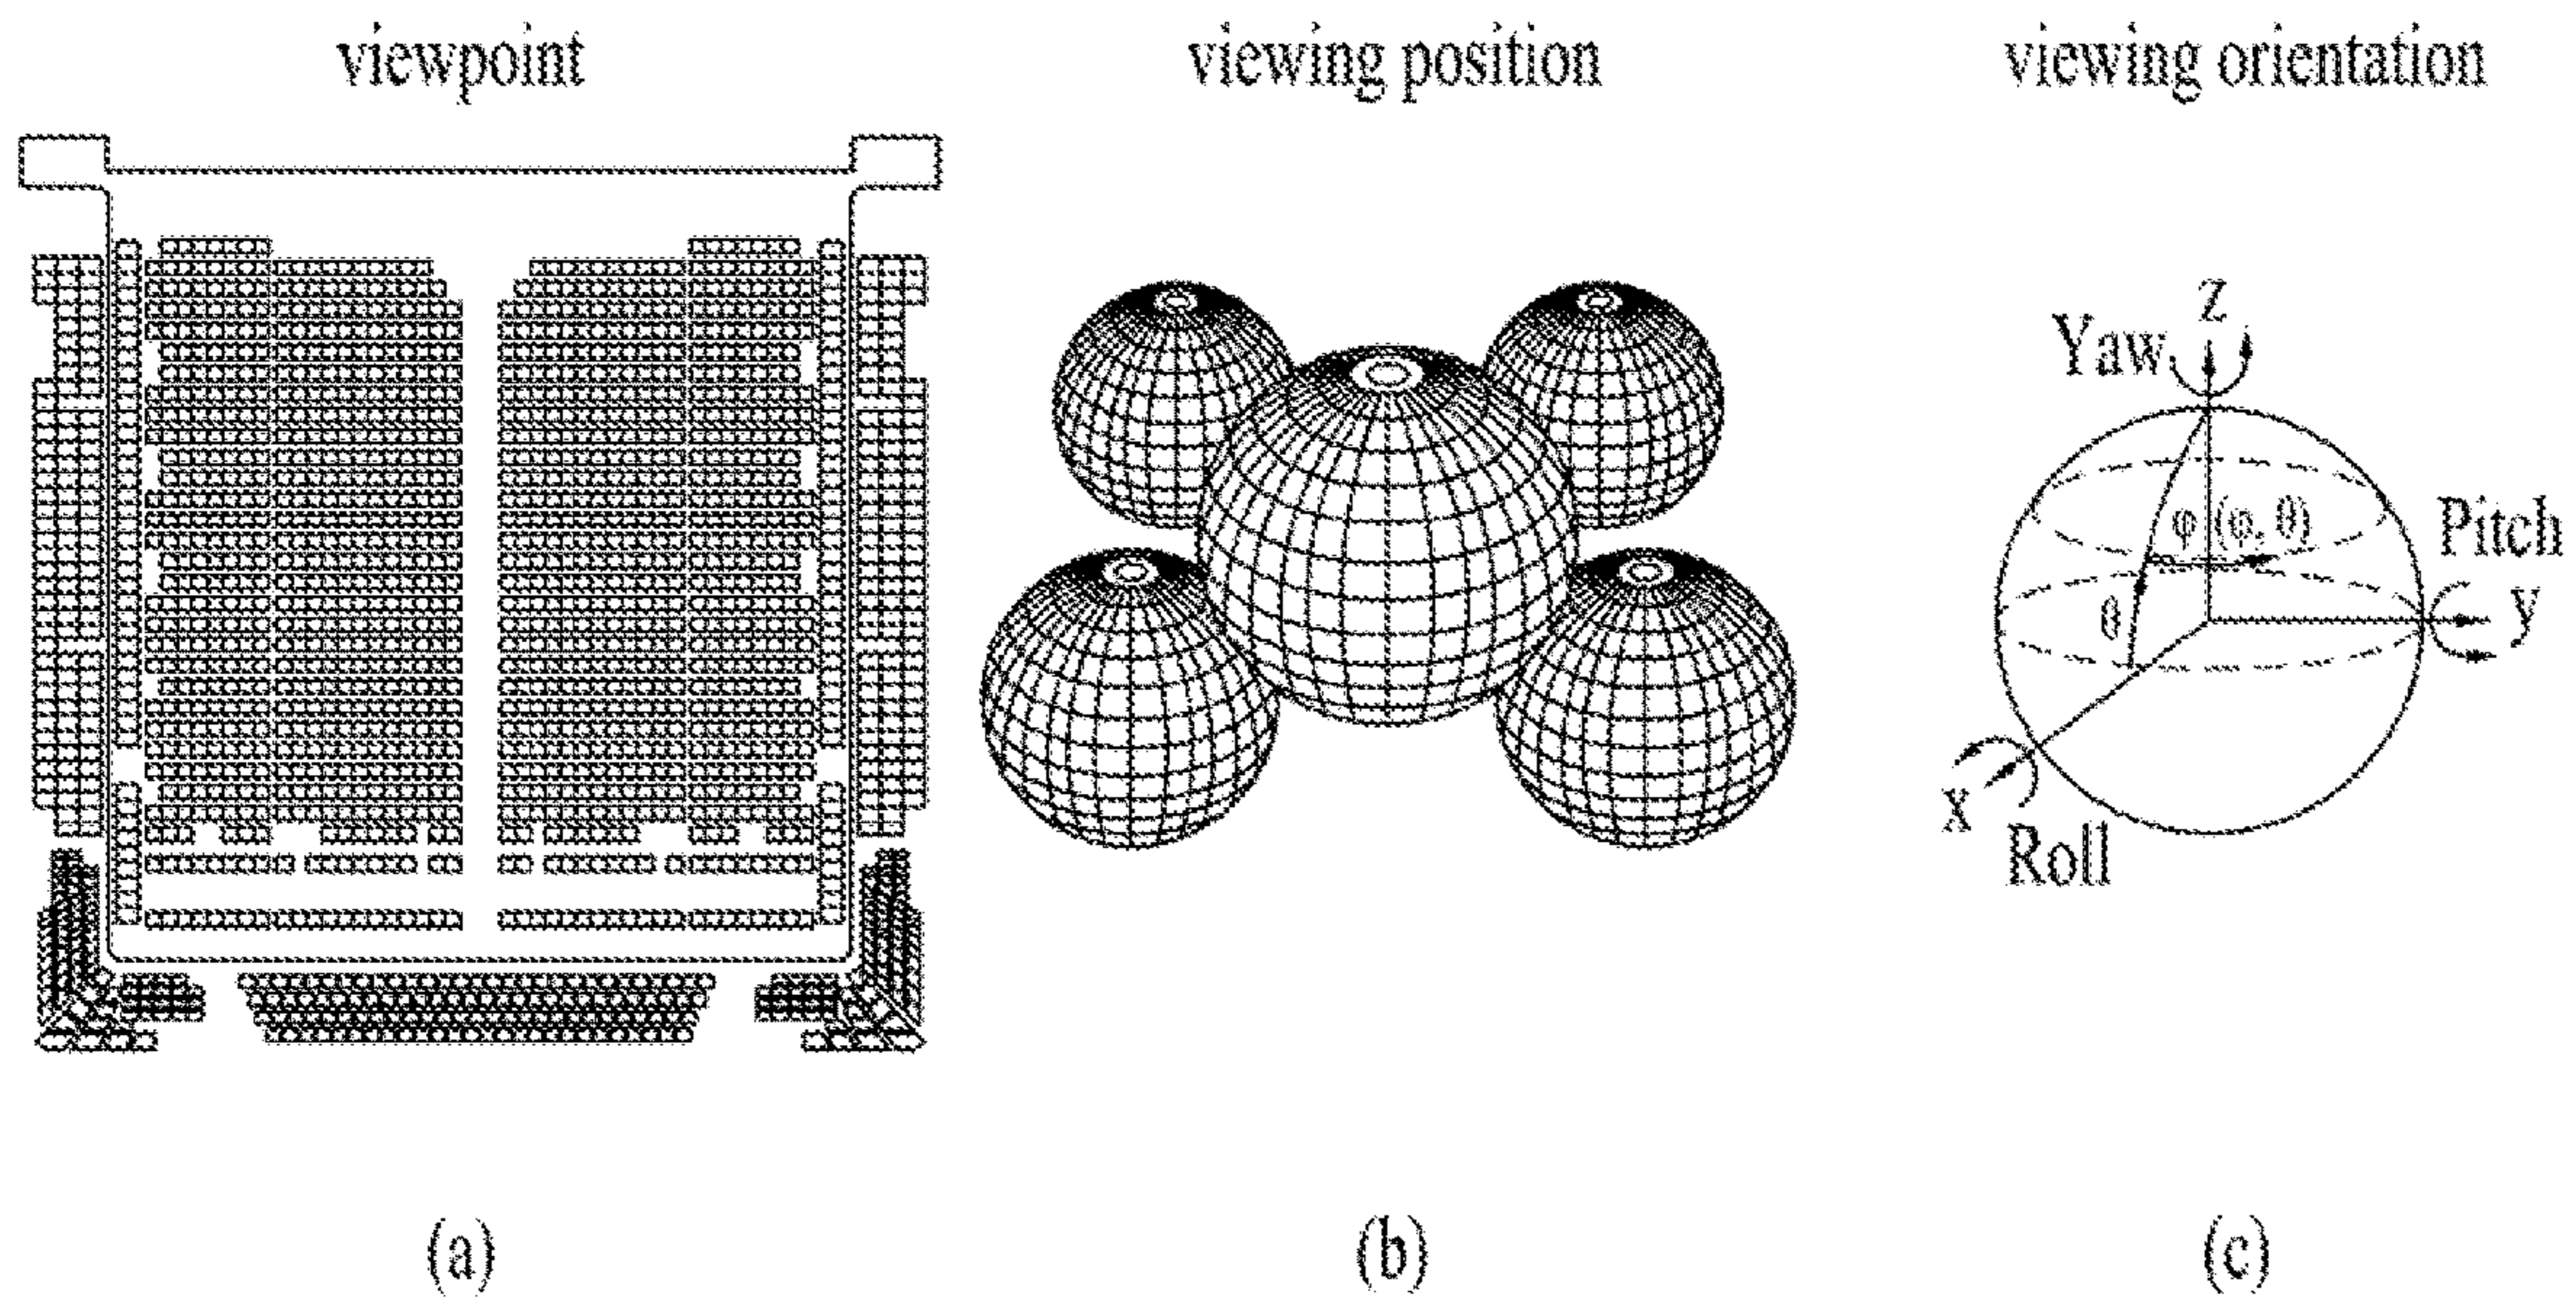 viewpoint
viewing position
viewing orientation
z
Yaw
φ (φ, θ)
Pitch
y
θ
x
Roll
(a)
(b)
(c)